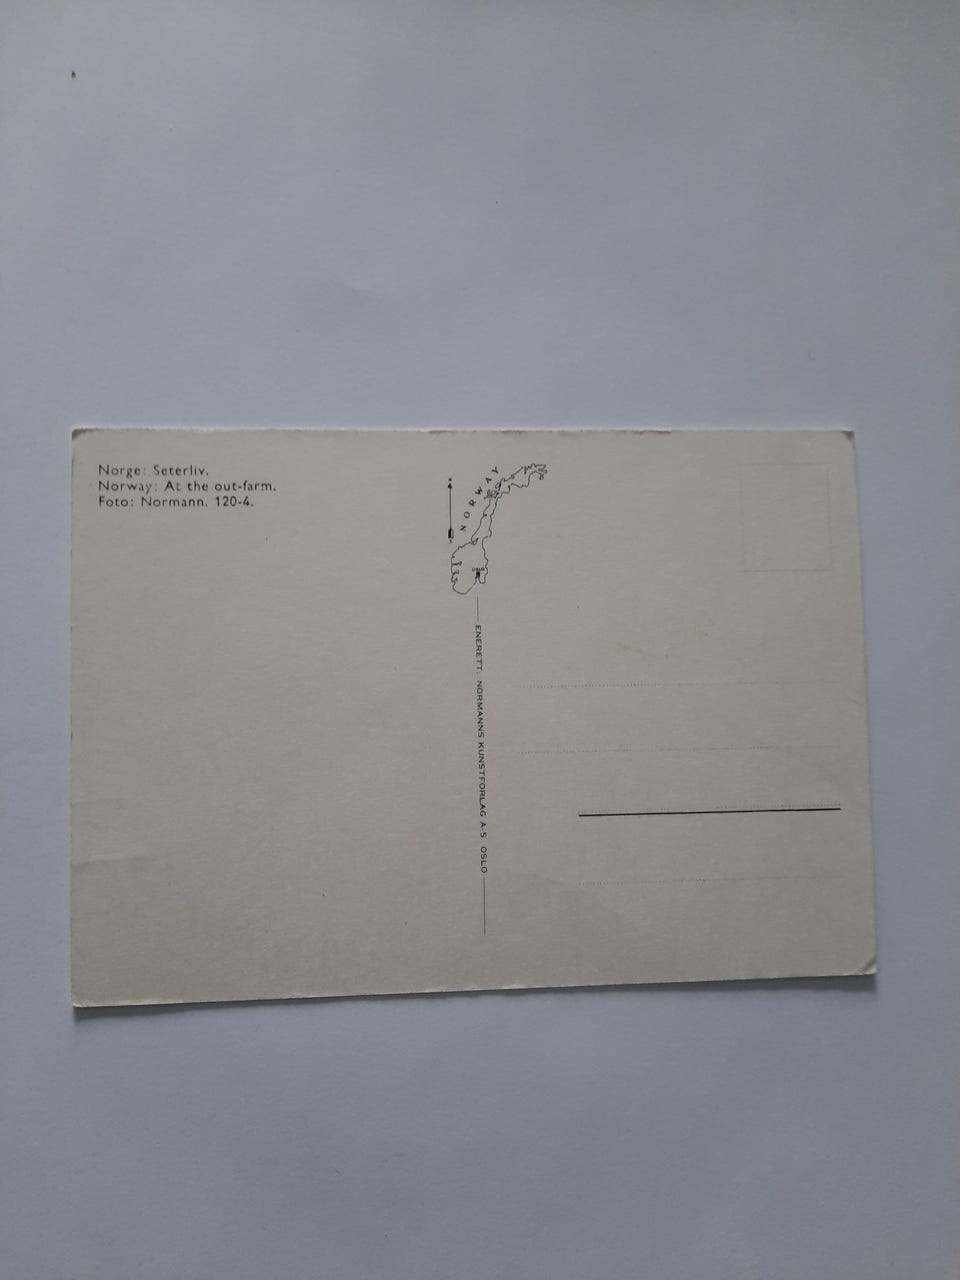 Norge: Seterliv.
Norway: At the out-farm.
Foto: Normann. 120-4.
NORWAY
ENERETT: NORMANNS KUNSTFORLAG A-S OSLO